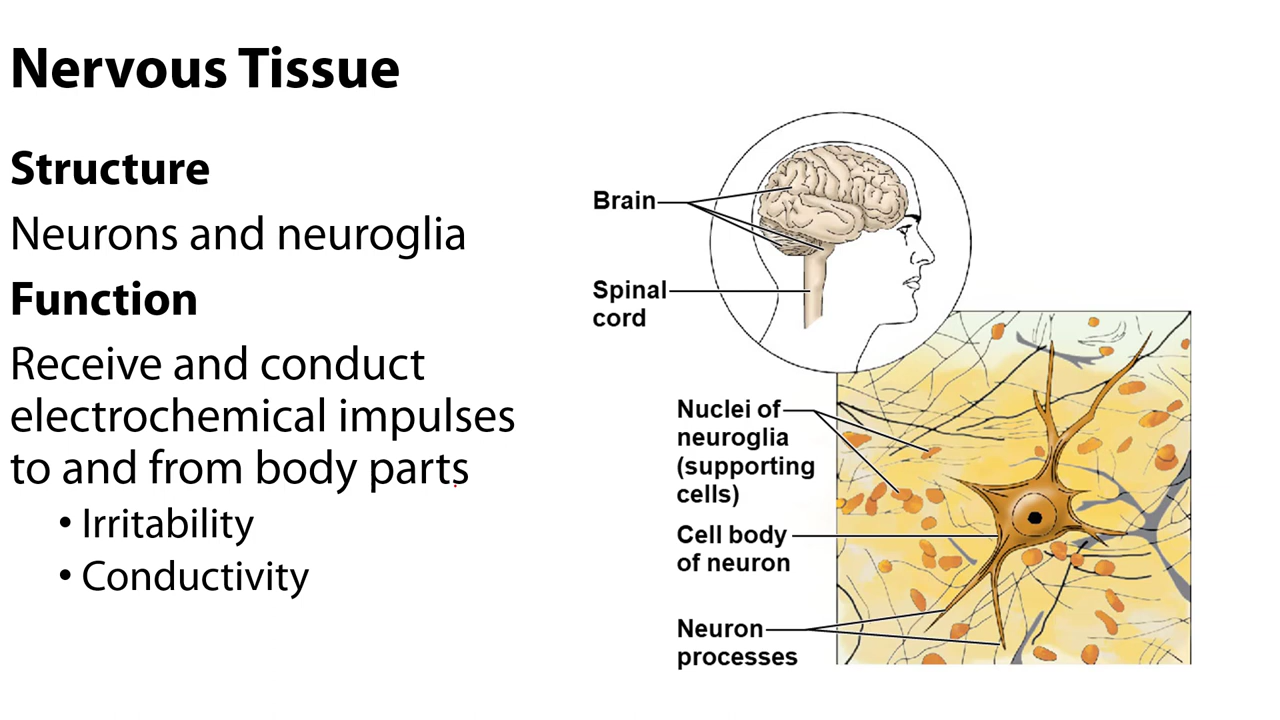 Nervous Tissue
Structure
Neurons and neuroglia
Function
Receive and conduct
electrochemical impulses
to and from body parts
• Irritability
• Conductivity
Brain
Spinal
cord
Nuclei of
neuroglia
(supporting
cells)
Cell body
of neuron
Neuron
processes